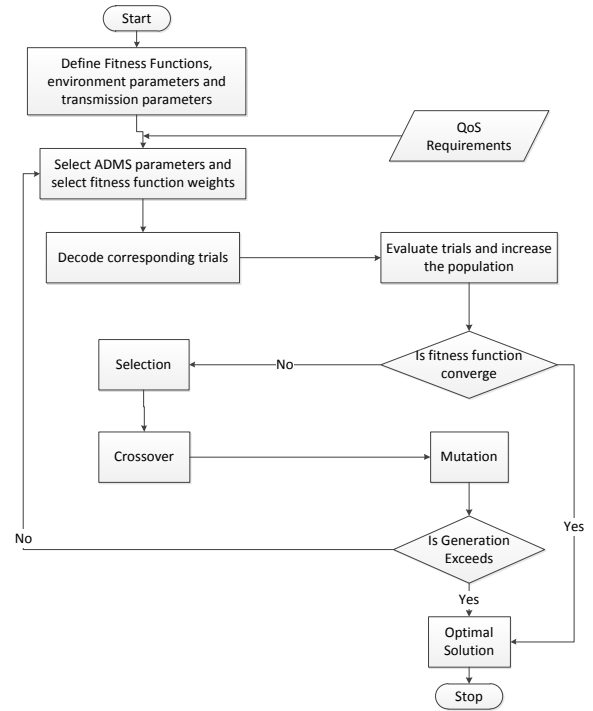 Start
Define Fitness Functions,
environment parameters and
transmission parameters
QoS
Requirements
Select ADMS parameters and
select fitness function weights
Decode corresponding trials
Evaluate trials and increase
the population
Is fitness function
converge
No
Selection
Crossover
Mutation
Yes
No
Is Generation
Exceeds
Yes
Optimal
Solution
Stop